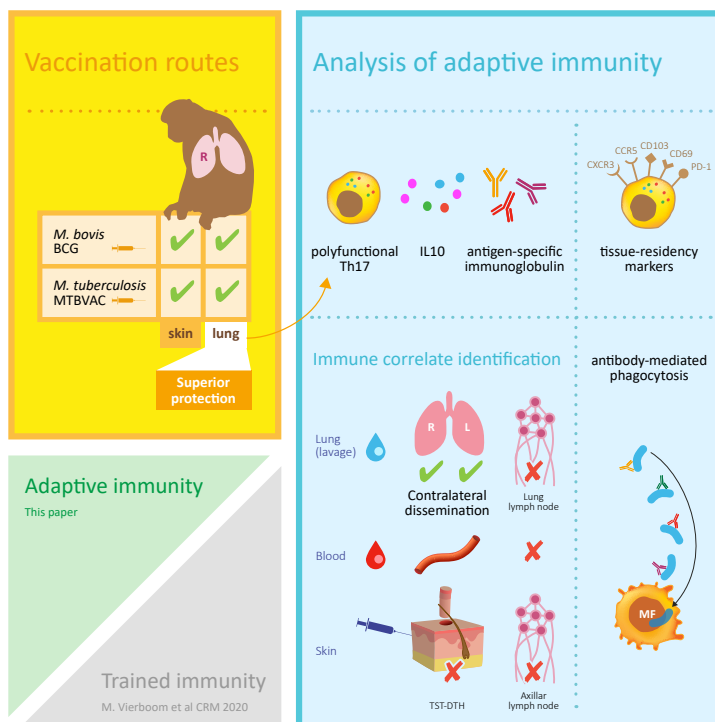 Vaccination routes
R
M. bovis
BCG
M. tuberculosis
MTBVAC
skin
lung
Superior
protection
Adaptive immunity
This paper
Trained immunity
M. Vierboom et al CRM 2020
Analysis of adaptive immunity
polyfunctional
Th17
IL10
antigen-specific
immunoglobulin
CXCR3
CCR5
CD103
CD69
PD-1
tissue-residency
markers
Immune correlate identification
Lung
(lavage)
R
L
Contralateral
dissemination
Lung
lymph node
Blood
Skin
TST-DTH
Axillar
lymph node
antibody-mediated
phagocytosis
MF